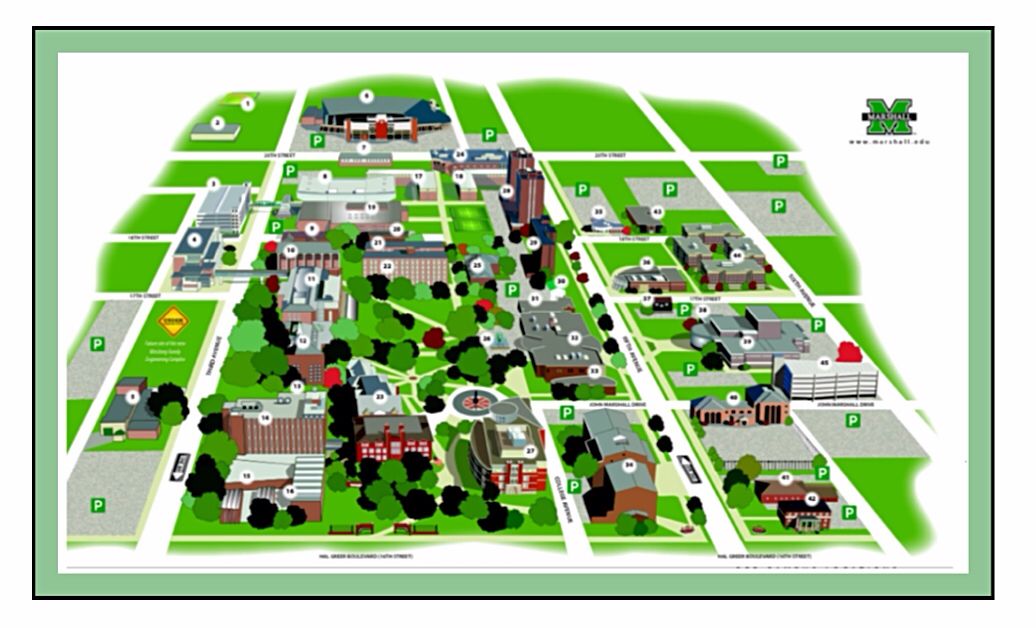 MARSHALL
www.marshall.edu
1
2
6
P
P
7
20TH STREET
24
20TH STREET
P
3
P
8
17
18
28
P
P
P
19
35
43
P
9
20
18TH STREET
4
21
29
18TH STREET
10
22
25
36
44
11
30
17TH STREET
P
31
37
17TH STREET
SIXTH AVENUE
P
38
UNDER
Future site of the new
Engineering Complex
P
12
26
32
39
P
THIRD AVENUE
FIFTH AVENUE
33
P
45
5
13
23
40
JOHN MARSHALL DRIVE
JOHN MARSHALL DRIVE
14
P
P
27
34
15
16
41
P
P
COLLEGE AVENUE
42
P
P
HAL GREER BOULEVARD (16TH STREET)
HAL GREER BOULEVARD (16TH STREET)